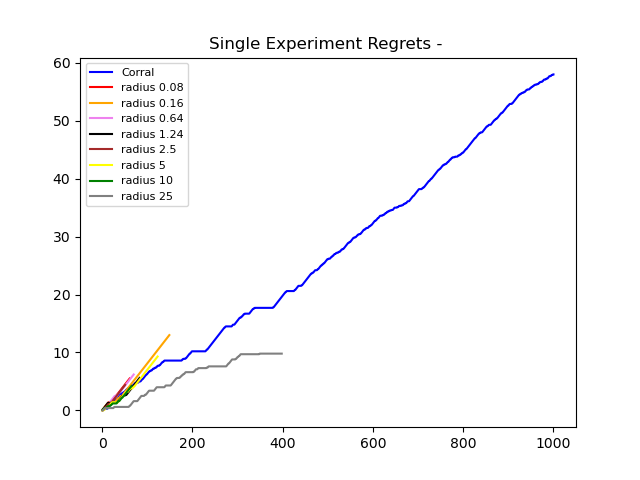 Single Experiment Regrets -
Corral
radius 0.08
radius 0.16
radius 0.64
radius 1.24
radius 2.5
radius 5
radius 10
radius 25
60
50
40
30
20
10
0
0 200 400 600 800 1000